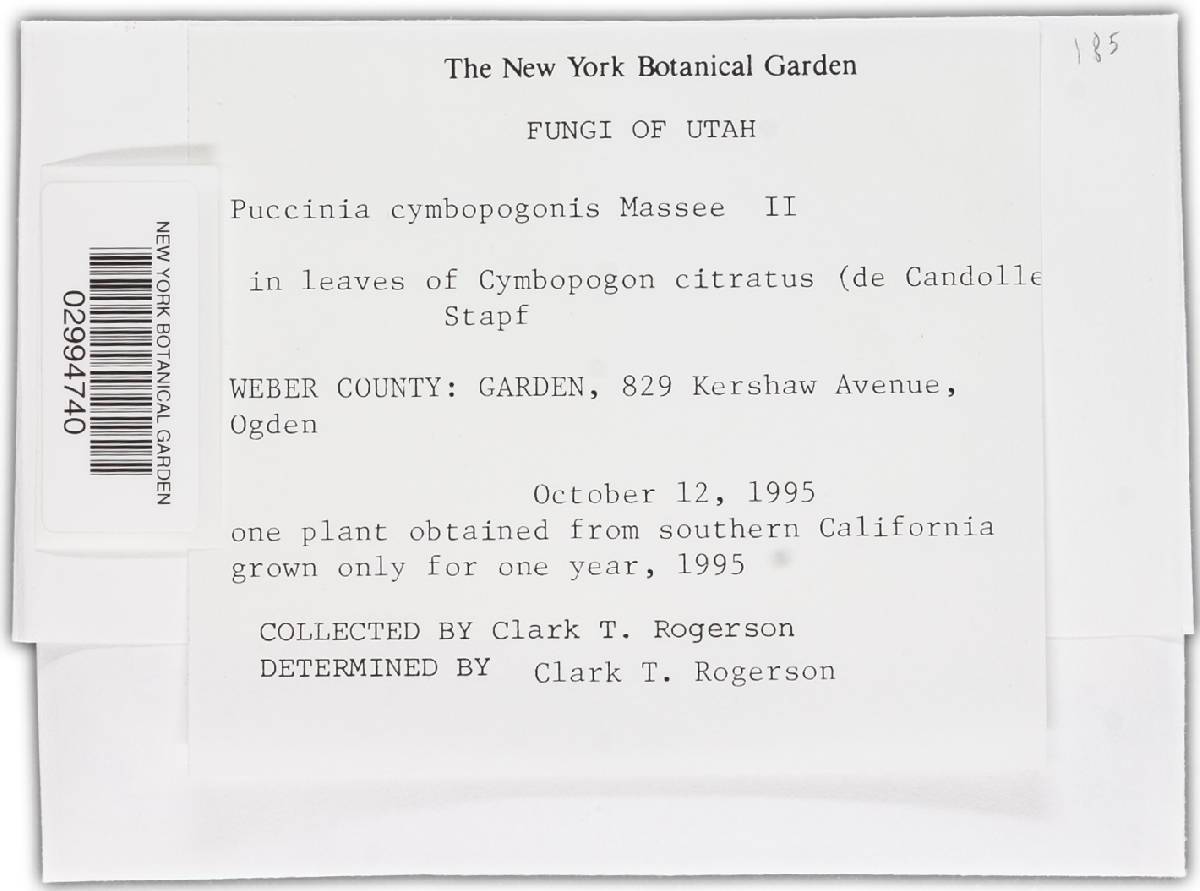 185
The New York Botanical Garden
FUNGI OF UTAH
Puccinia cymbopogonis Massee II
in leaves of Cymbopogon citratus (de Candolle
Stapf
WEBER COUNTY: GARDEN, 829 Kershaw Avenue,
Ogden
October 12, 1995
one plant obtained from southern California
grown only for one year, 1995
COLLECTED BY Clark T. Rogerson
DETERMINED BY Clark T. Rogerson
NEW YORK BOTANICAL GARDEN
02994740